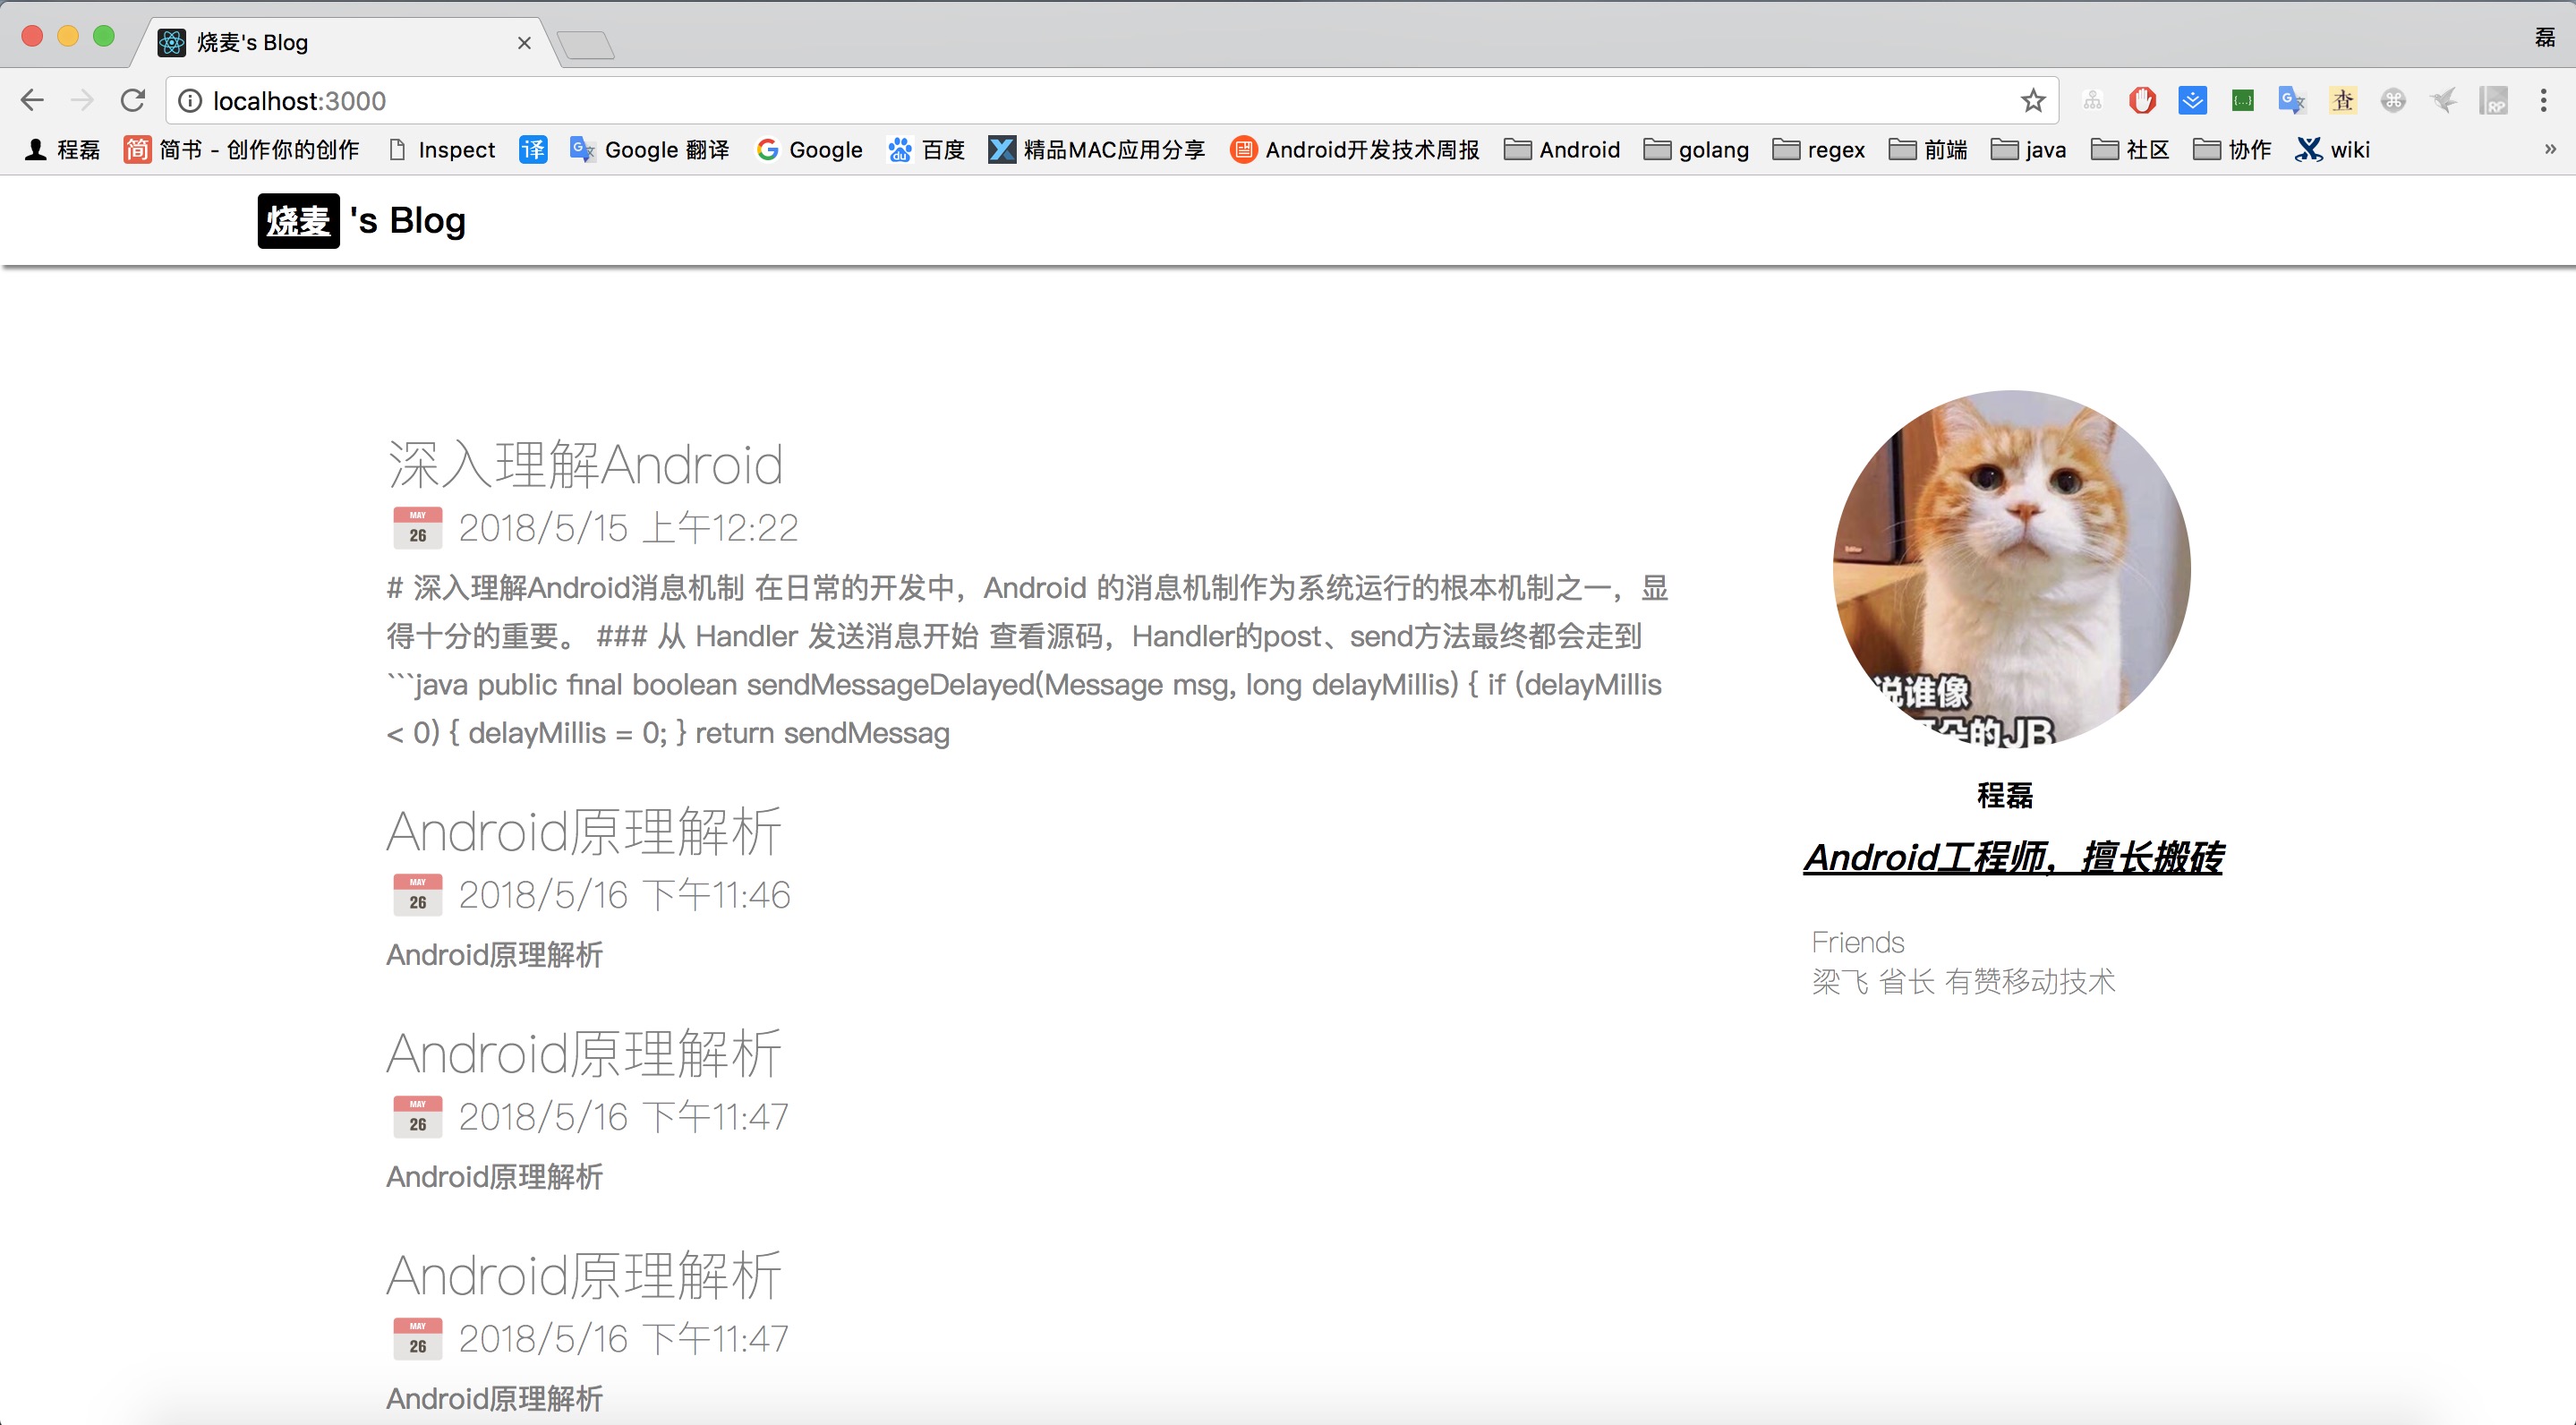 烧麦's Blog
磊
localhost:3000
程磊 简书 - 创作你的创作 Inspect 译 Google 翻译 Google 百度 精品MAC应用分享 Android开发技术周报 Android golang regex 前端 java 社区 协作 wiki »
烧麦 's Blog
深入理解Android
MAY 26 2018/5/15 上午12:22
# 深入理解Android消息机制 在日常的开发中，Android 的消息机制作为系统运行的根本机制之一，显
得十分的重要。 ### 从 Handler 发送消息开始 查看源码，Handler的post、send方法最终都会走到
```java public final boolean sendMessageDelayed(Message msg, long delayMillis) { if (delayMillis
< 0) { delayMillis = 0; } return sendMessag
Android原理解析
MAY 26 2018/5/16 下午11:46
Android原理解析
Android原理解析
MAY 26 2018/5/16 下午11:47
Android原理解析
Android原理解析
MAY 26 2018/5/16 下午11:47
Android原理解析
说谁像
的JB
程磊
Android工程师，擅长搬砖
Friends
梁飞 省长 有赞移动技术